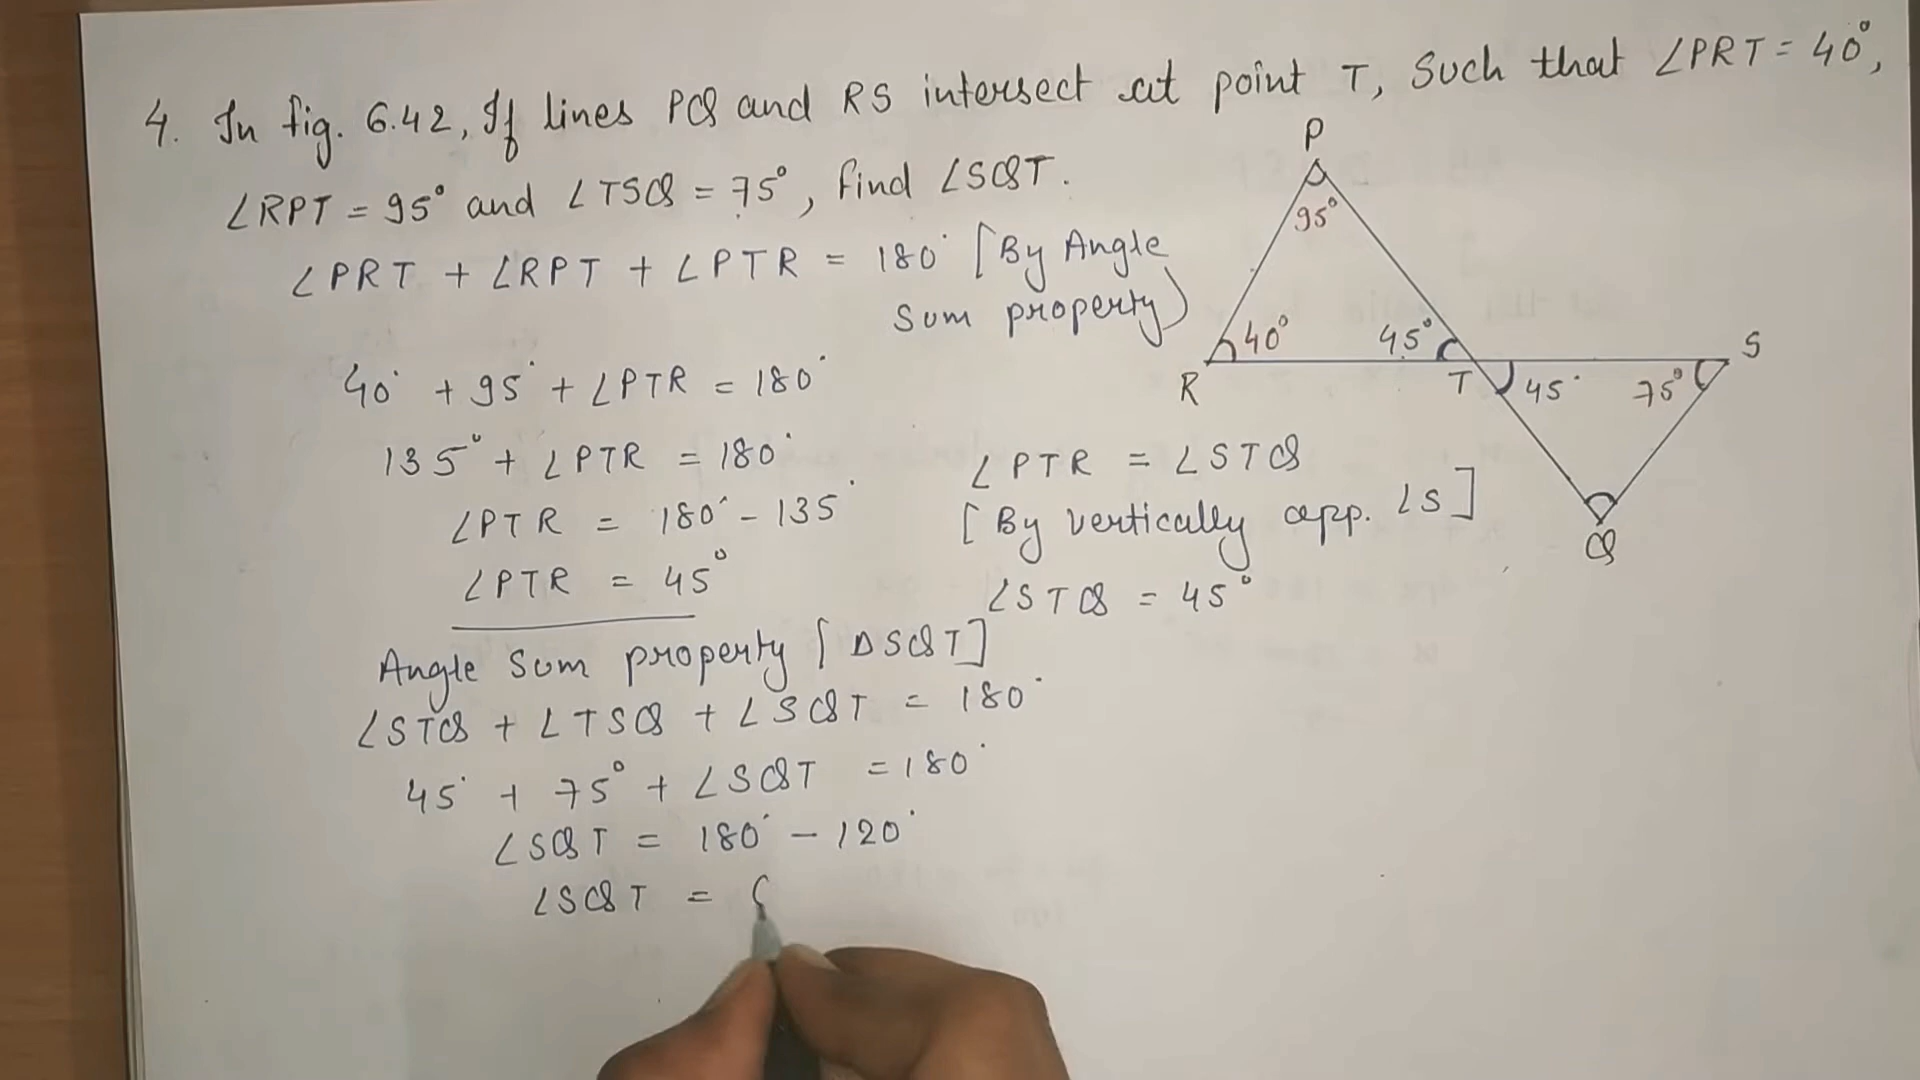 4. In fig. 6.42, If lines PQ and RS intersect at point T, Such that ∠PRT = 40°,
∠RPT = 95° and ∠TSQ = 75°, find ∠SQT.
∠PRT + ∠RPT + ∠PTR = 180° [By Angle
Sum property)
40° + 95° + ∠PTR = 180°
135° + ∠PTR = 180°
∠PTR = 180° - 135°
∠PTR = 45°
∠PTR = ∠STQ
[By vertically opp. ∠S]
∠STQ = 45°
Angle Sum property [ΔSQT]
∠STQ + ∠TSQ + ∠SQT = 180°
45° + 75° + ∠SQT = 180°
∠SQT = 180° - 120°
∠SQT =
P
95°
40°
45°
R
T
45°
75°
S
Q